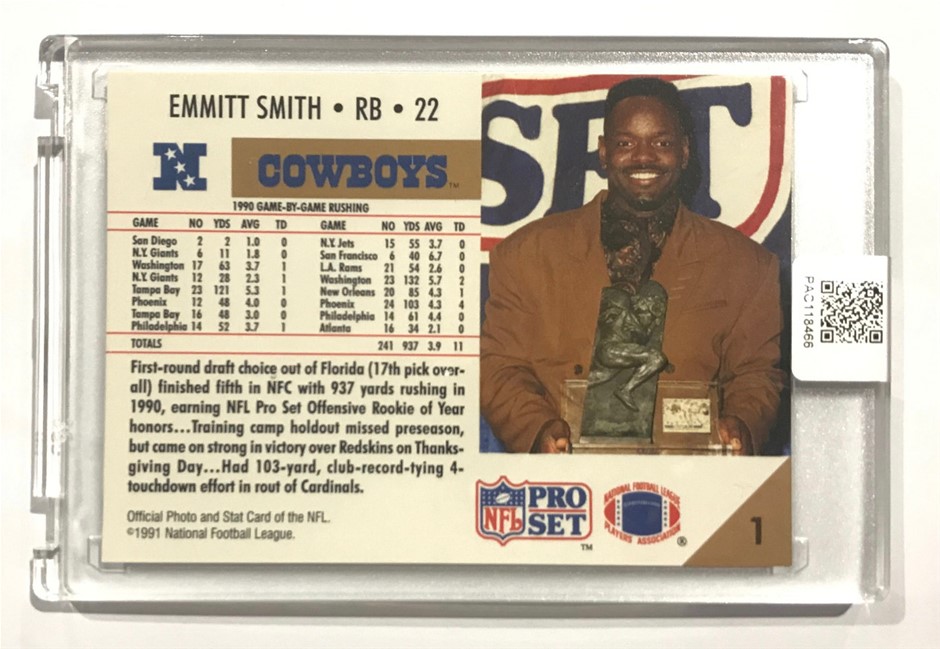 EMMITT SMITH • RB • 22
N
COWBOYS™
1990 GAME-BY-GAME RUSHING
GAME NO YDS AVG TD GAME NO YDS AVG TD
San Diego 2 2 1.0 0 N.Y. Jets 15 55 3.7 0
N.Y. Giants 6 11 1.8 0 San Francisco 6 40 6.7 0
Washington 17 63 3.7 1 L.A. Rams 21 54 2.6 0
N.Y. Giants 12 28 2.3 1 Washington 23 132 5.7 2
Tampa Bay 23 121 5.3 1 New Orleans 20 85 4.3 1
Phoenix 12 48 4.0 0 Phoenix 24 103 4.3 4
Tampa Bay 16 48 3.0 0 Philadelphia 14 61 4.4 0
Philadelphia 14 52 3.7 1 Atlanta 16 34 2.1 0
TOTALS 241 937 3.9 11
First-round draft choice out of Florida (17th pick over-
all) finished fifth in NFC with 937 yards rushing in
1990, earning NFL Pro Set Offensive Rookie of Year
honors...Training camp holdout missed preseason,
but came on strong in victory over Redskins on Thanks-
giving Day...Had 103-yard, club-record-tying 4-
touchdown effort in rout of Cardinals.
Official Photo and Stat Card of the NFL.
©1991 National Football League.
SET
NFL
PRO
SET™
NATIONAL FOOTBALL LEAGUE
PLAYERS ASSOCIATION®
1
PAC118466